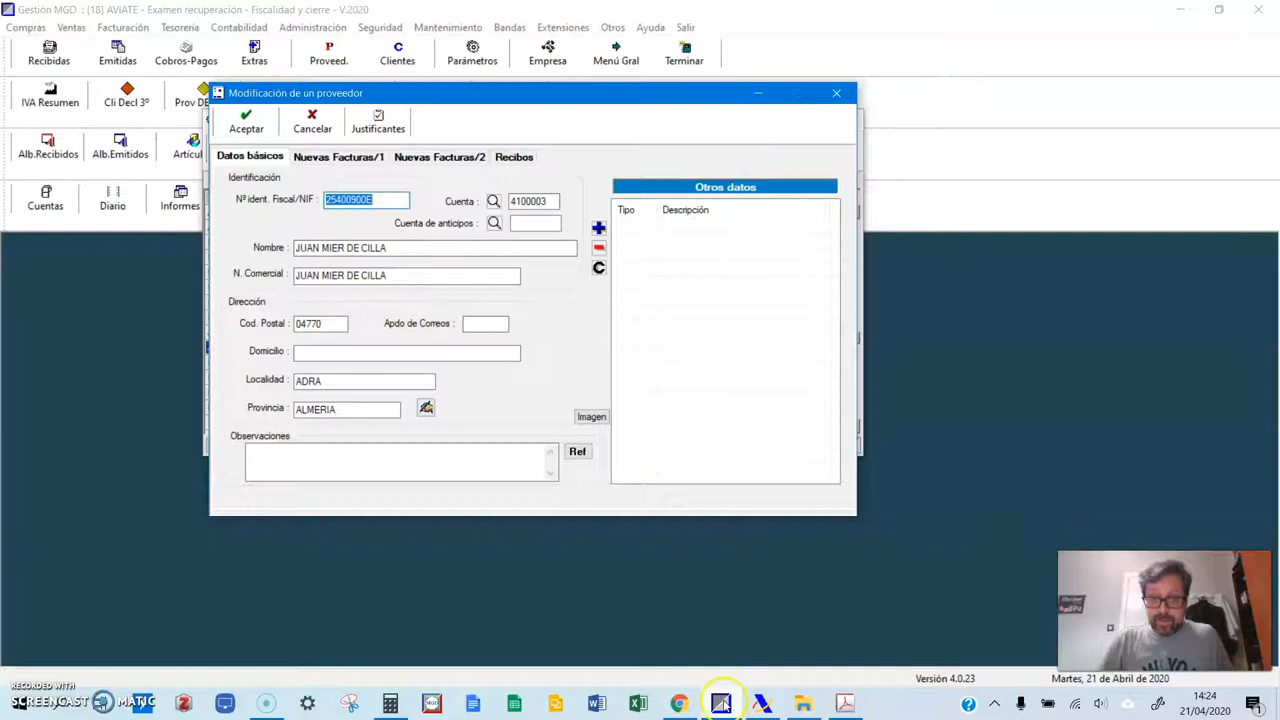 Gestión MGD : [18] AVIATE - Examen recuperación - Fiscalidad y cierre - V.2020
Compras Ventas Facturación Tesorería Contabilidad Administración Seguridad Mantenimiento Bandas Extensiones Otros Ayuda Salir
P C
Recibidas Emitidas Cobros-Pagos Extras Proveed. Clientes Parámetros Empresa Menú Gral Terminar
Modificación de un proveedor
IVA Resumen Cli Decl 3º Prov DE
Aceptar Cancelar Justificantes
Alb.Recibidos Alb.Emitidos Artícul
Datos básicos Nuevas Facturas/1 Nuevas Facturas/2 Recibos
Identificación
Otros datos
Nº ident. Fiscal/NIF : 25400900E Cuenta : 4100003
Cuentas Diario Informes
Tipo Descripción
Cuenta de anticipos :
Nombre : JUAN MIER DE CILLA
C
N. Comercial : JUAN MIER DE CILLA
Dirección
Cod. Postal : 04770 Apdo de Correos :
Domicilio :
Localidad : ADRA
Provincia : ALMERIA
Imagen
Observaciones
Ref
Versión 4.0.23 Martes, 21 de Abril de 2020
RECORDED WITH
SCREENCAST MATIC
14:24
21/04/2020